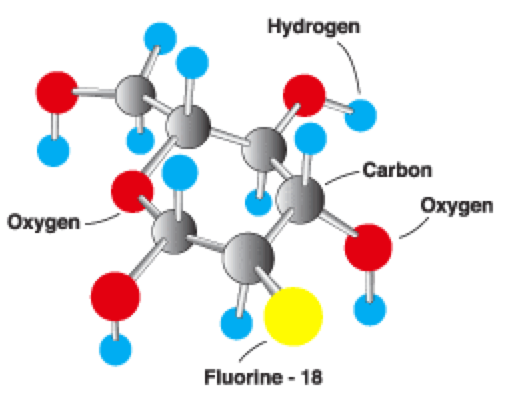 Hydrogen
Carbon
Oxygen
Oxygen
Fluorine - 18